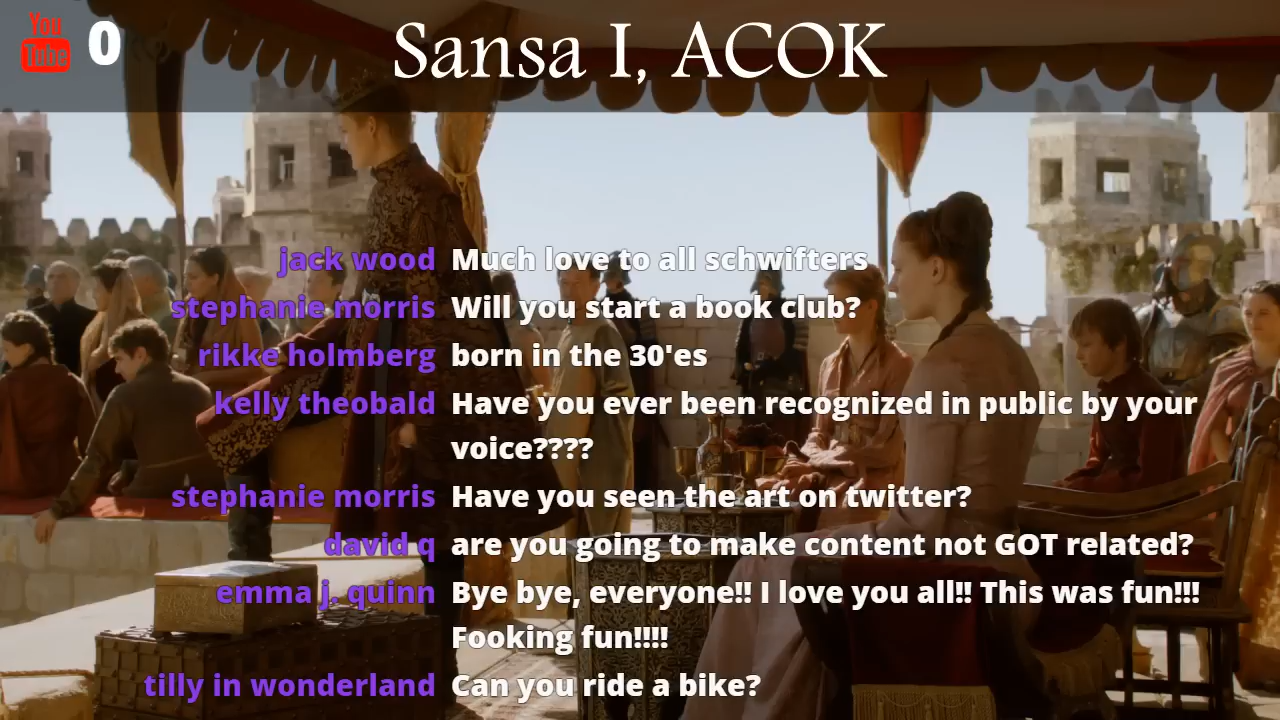 You
Tube 0
Sansa I, ACOK
jack wood Much love to all schwifters
stephanie morris Will you start a book club?
rikke holmberg born in the 30'es
kelly theobald Have you ever been recognized in public by your
voice????
stephanie morris Have you seen the art on twitter?
david q are you going to make content not GOT related?
emma j. quinn Bye bye, everyone!! I love you all!! This was fun!!!
Fooking fun!!!!
tilly in wonderland Can you ride a bike?